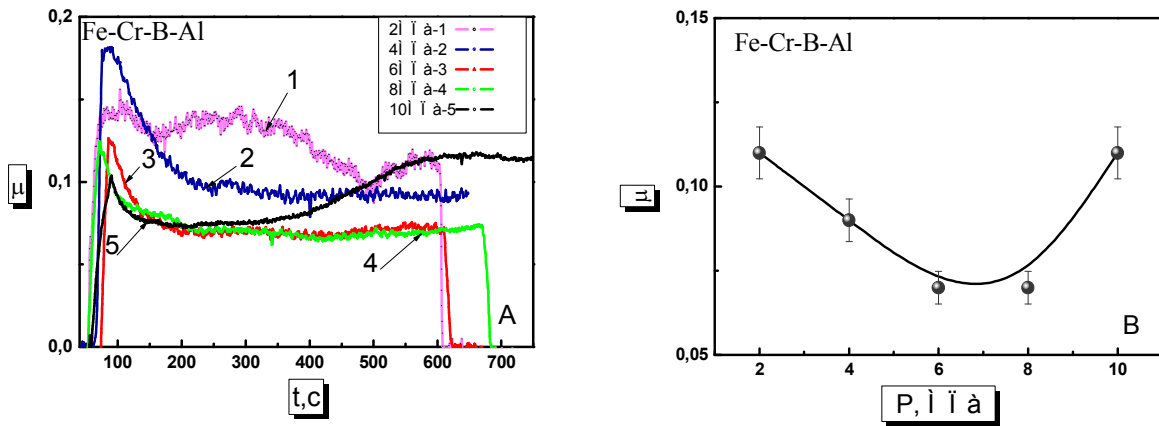 0,2
Fe-Cr-B-Al
2Ì Ï à-1
4Ì Ï à-2
6Ì Ï à-3
8Ì Ï à-4
10Ì Ï à-5
1
3
2
0,1
µ
5
4
A
0,0
100 200 300 400 500 600 700
t,c
0,15
Fe-Cr-B-Al
0,10
µ
B
0,05
2 4 6 8 10
P, Ì Ï à